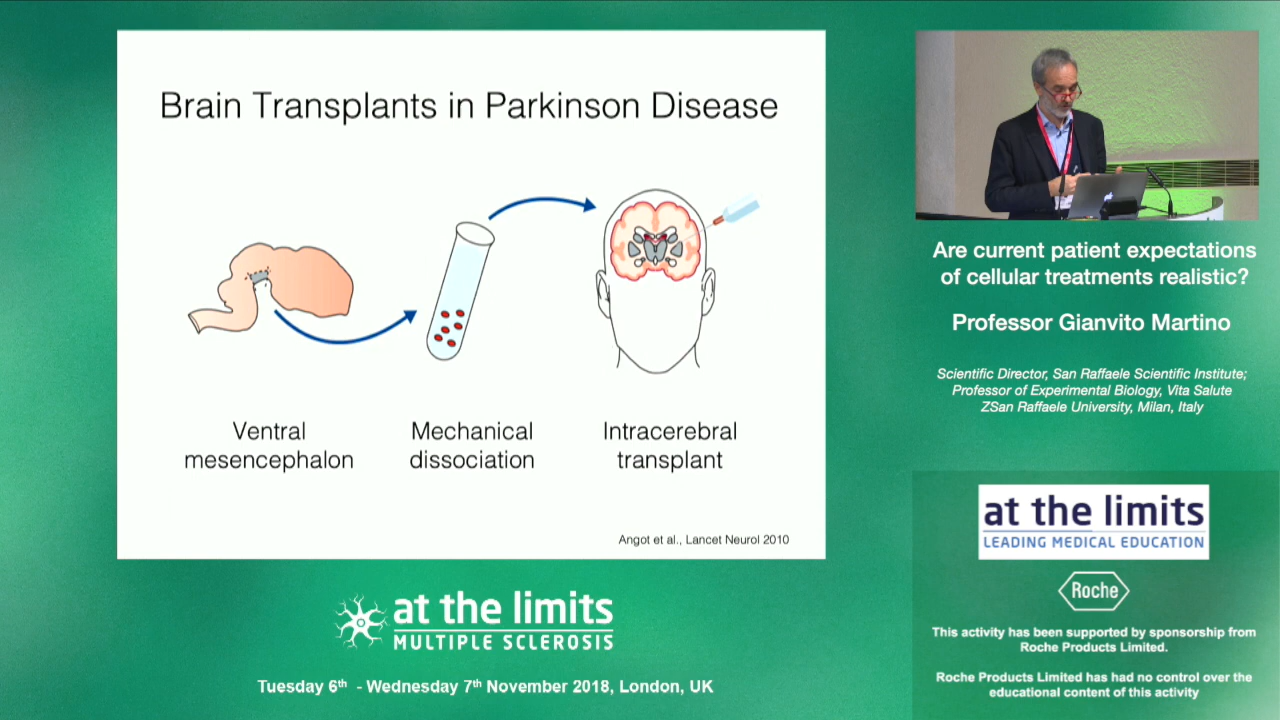 Brain Transplants in Parkinson Disease
Ventral
mesencephalon
Mechanical
dissociation
Intracerebral
transplant
Angot et al., Lancet Neurol 2010
at the limits
MULTIPLE SCLEROSIS
Tuesday 6th - Wednesday 7th November 2018, London, UK
Are current patient expectations
of cellular treatments realistic?
Professor Gianvito Martino
Scientific Director, San Raffaele Scientific Institute;
Professor of Experimental Biology, Vita Salute
ZSan Raffaele University, Milan, Italy
at the limits
LEADING MEDICAL EDUCATION
Roche
This activity has been supported by sponsorship from
Roche Products Limited.
Roche Products Limited has had no control over the
educational content of this activity